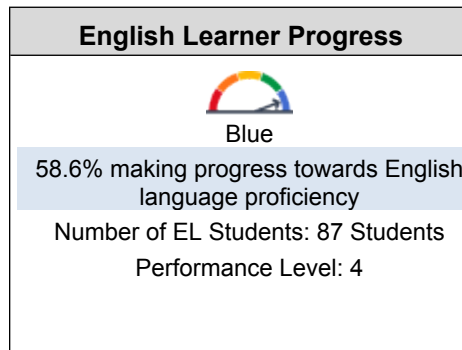 English Learner Progress
Blue
58.6% making progress towards English
language proficiency
Number of EL Students: 87 Students
Performance Level: 4